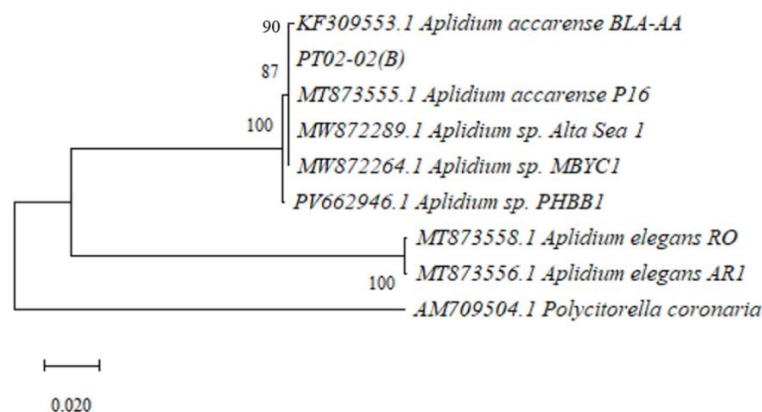 90 KF309553.1 Aplidium accarense BLA-AA
PT02-02(B)
87
MT873555.1 Aplidium accarense P16
100 MW872289.1 Aplidium sp. Alta Sea 1
MW872264.1 Aplidium sp. MBYC1
PV662946.1 Aplidium sp. PHBB1
MT873558.1 Aplidium elegans RO
MT873556.1 Aplidium elegans AR1
100
AM709504.1 Polycitorella coronaria
0.020